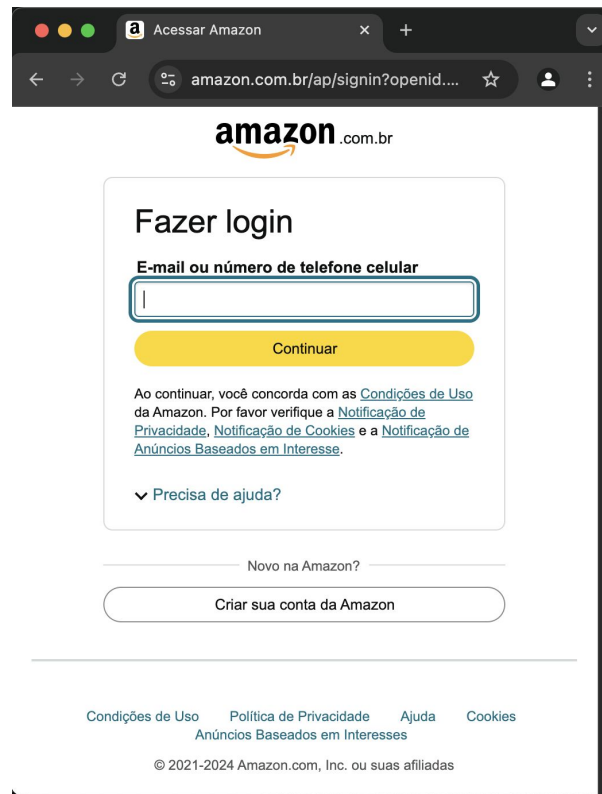 Acessar Amazon
amazon.com.br/ap/signin?openid....
amazon.com.br
Fazer login
E-mail ou número de telefone celular
Continuar
Ao continuar, você concorda com as Condições de Uso
da Amazon. Por favor verifique a Notificação de
Privacidade, Notificação de Cookies e a Notificação de
Anúncios Baseados em Interesse.
Precisa de ajuda?
Novo na Amazon?
Criar sua conta da Amazon
Condições de Uso Política de Privacidade Ajuda Cookies
Anúncios Baseados em Interesses
© 2021-2024 Amazon.com, Inc. ou suas afiliadas